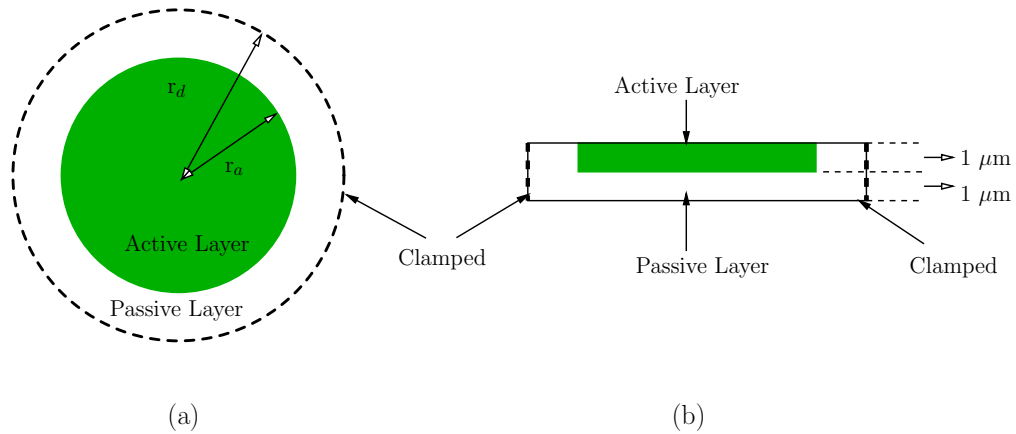 r_d
r_a
Active Layer
Passive Layer
Clamped
(a)
Active Layer
1 μm
1 μm
Passive Layer
Clamped
(b)